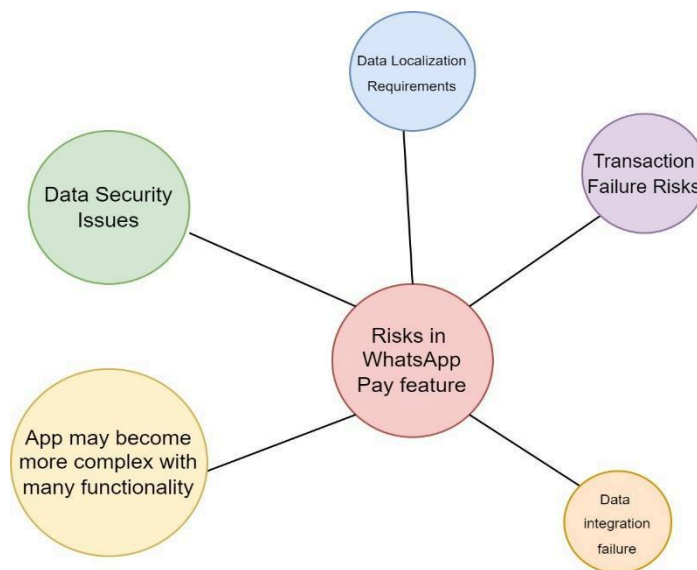 Data Localization
Requirements
Transaction
Failure Risks
Data Security
Issues
Risks in
WhatsApp
Pay feature
App may become
more complex with
many functionality
Data
integration
failure